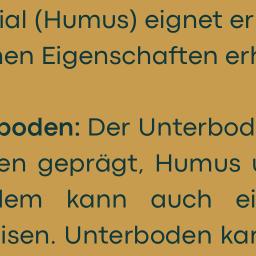 ial (Humus) eignet er
nen Eigenschaften erh
boden: Der Unterbod
en geprägt, Humus u
dem kann auch ei
isen. Unterboden kan